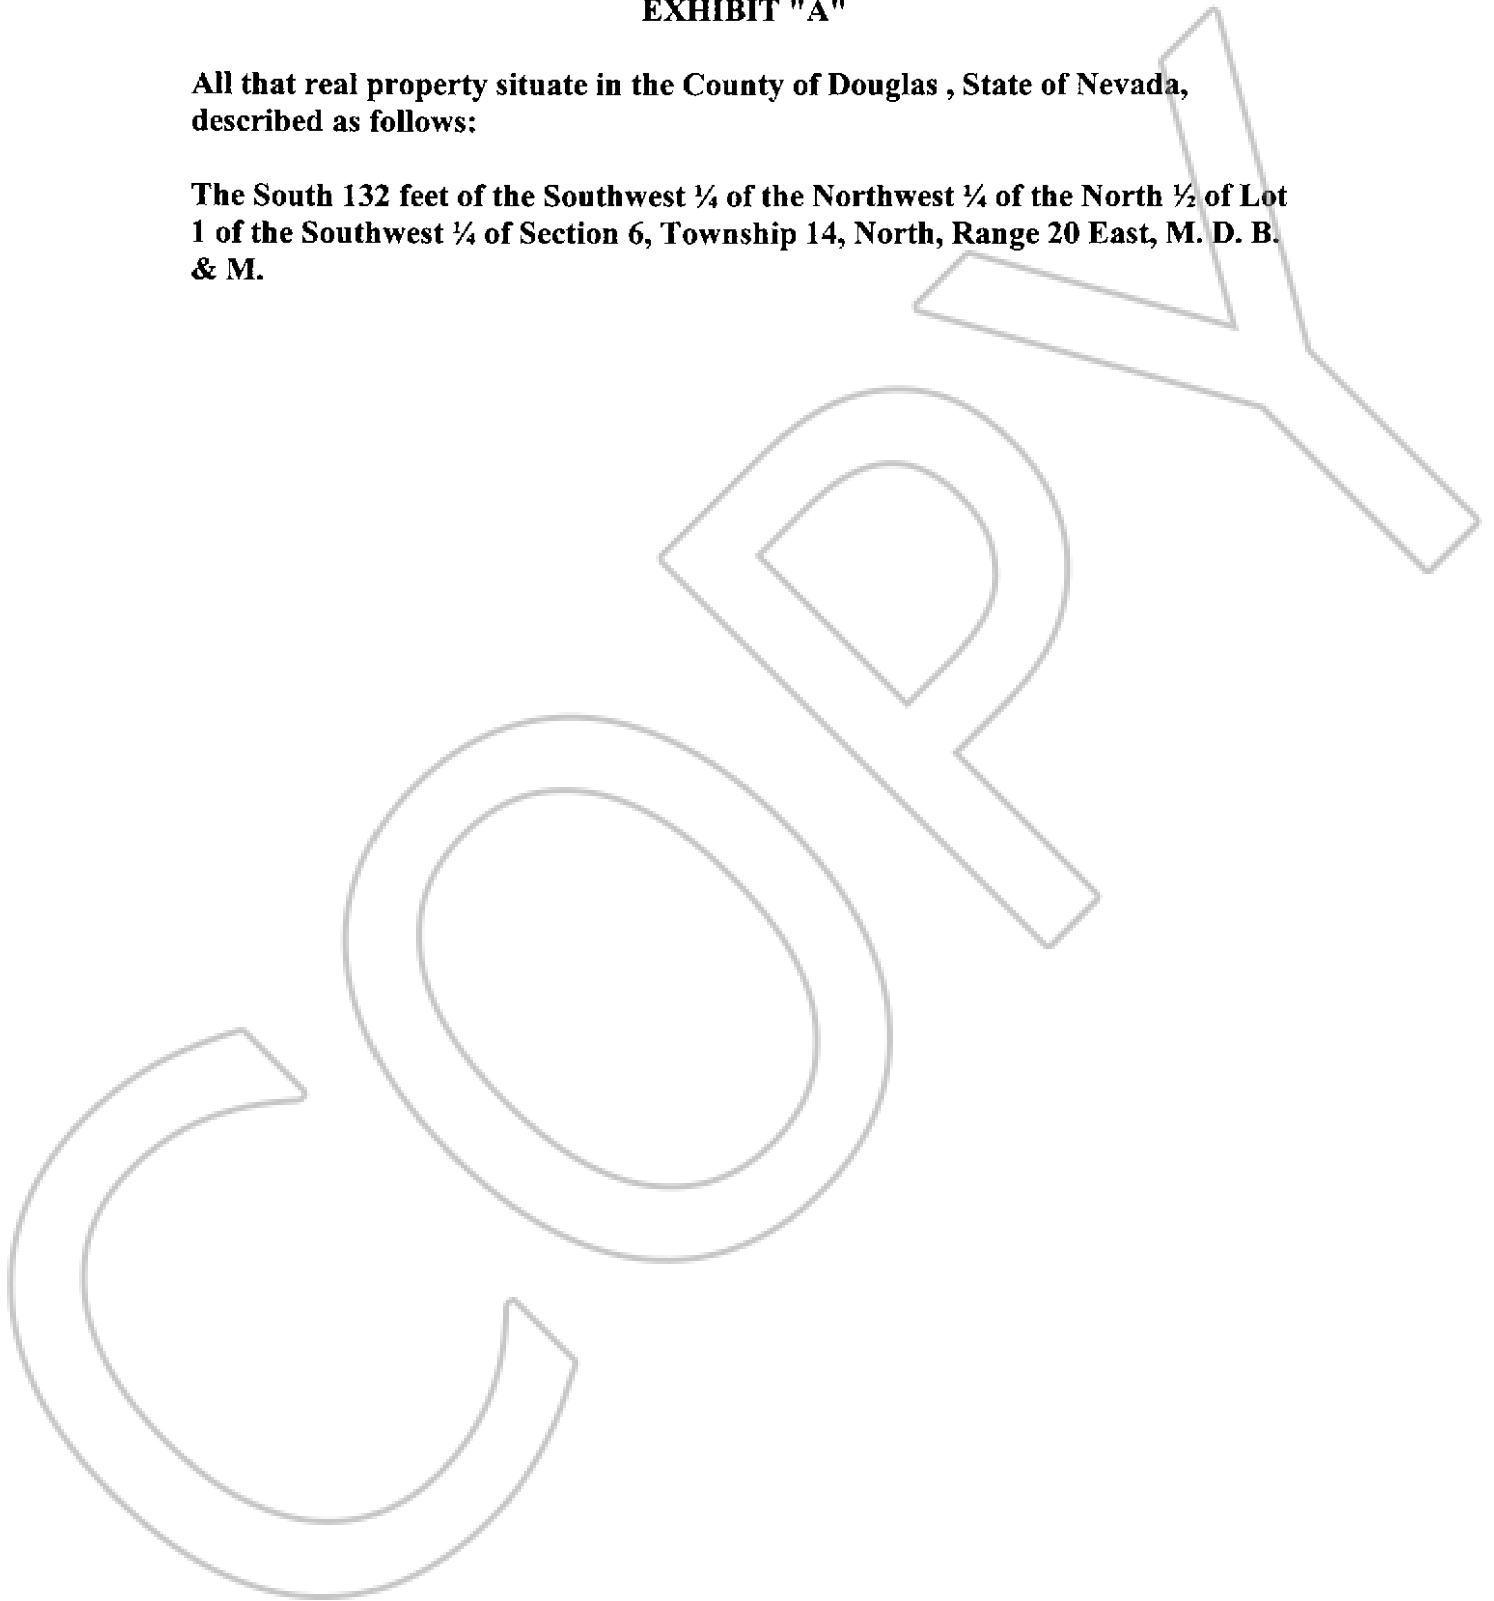 EXHIBIT "A"
All that real property situate in the County of Douglas , State of Nevada,
described as follows:
The South 132 feet of the Southwest ¼ of the Northwest ¼ of the North ½ of Lot
1 of the Southwest ¼ of Section 6, Township 14, North, Range 20 East, M. D. B.
& M.
COPY